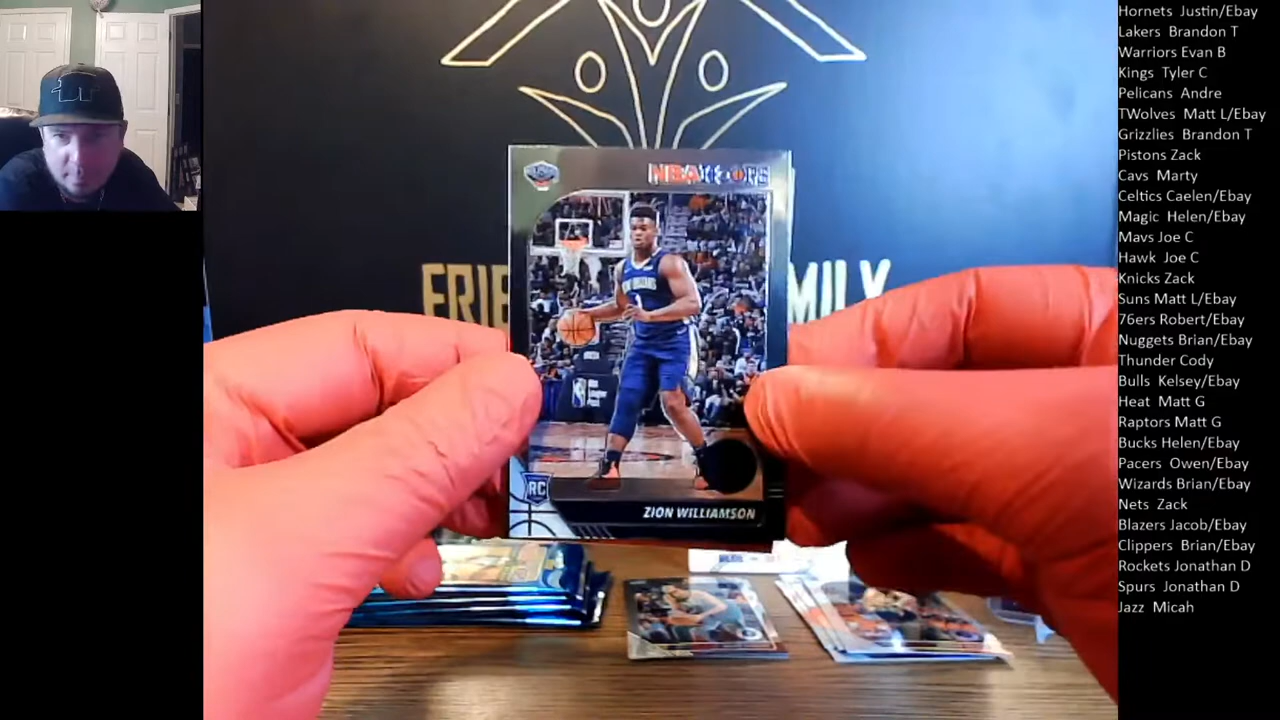 Hornets Justin/Ebay
Lakers Brandon T
Warriors Evan B
Kings Tyler C
Pelicans Andre
TWolves Matt L/Ebay
Grizzlies Brandon T
Pistons Zack
Cavs Marty
Celtics Caelen/Ebay
Magic Helen/Ebay
Mavs Joe C
Hawk Joe C
Knicks Zack
Suns Matt L/Ebay
76ers Robert/Ebay
Nuggets Brian/Ebay
Thunder Cody
Bulls Kelsey/Ebay
Heat Matt G
Raptors Matt G
Bucks Helen/Ebay
Pacers Owen/Ebay
Wizards Brian/Ebay
Nets Zack
Blazers Jacob/Ebay
Clippers Brian/Ebay
Rockets Jonathan D
Spurs Jonathan D
Jazz Micah
NBA HOOPS
RC
ZION WILLIAMSON